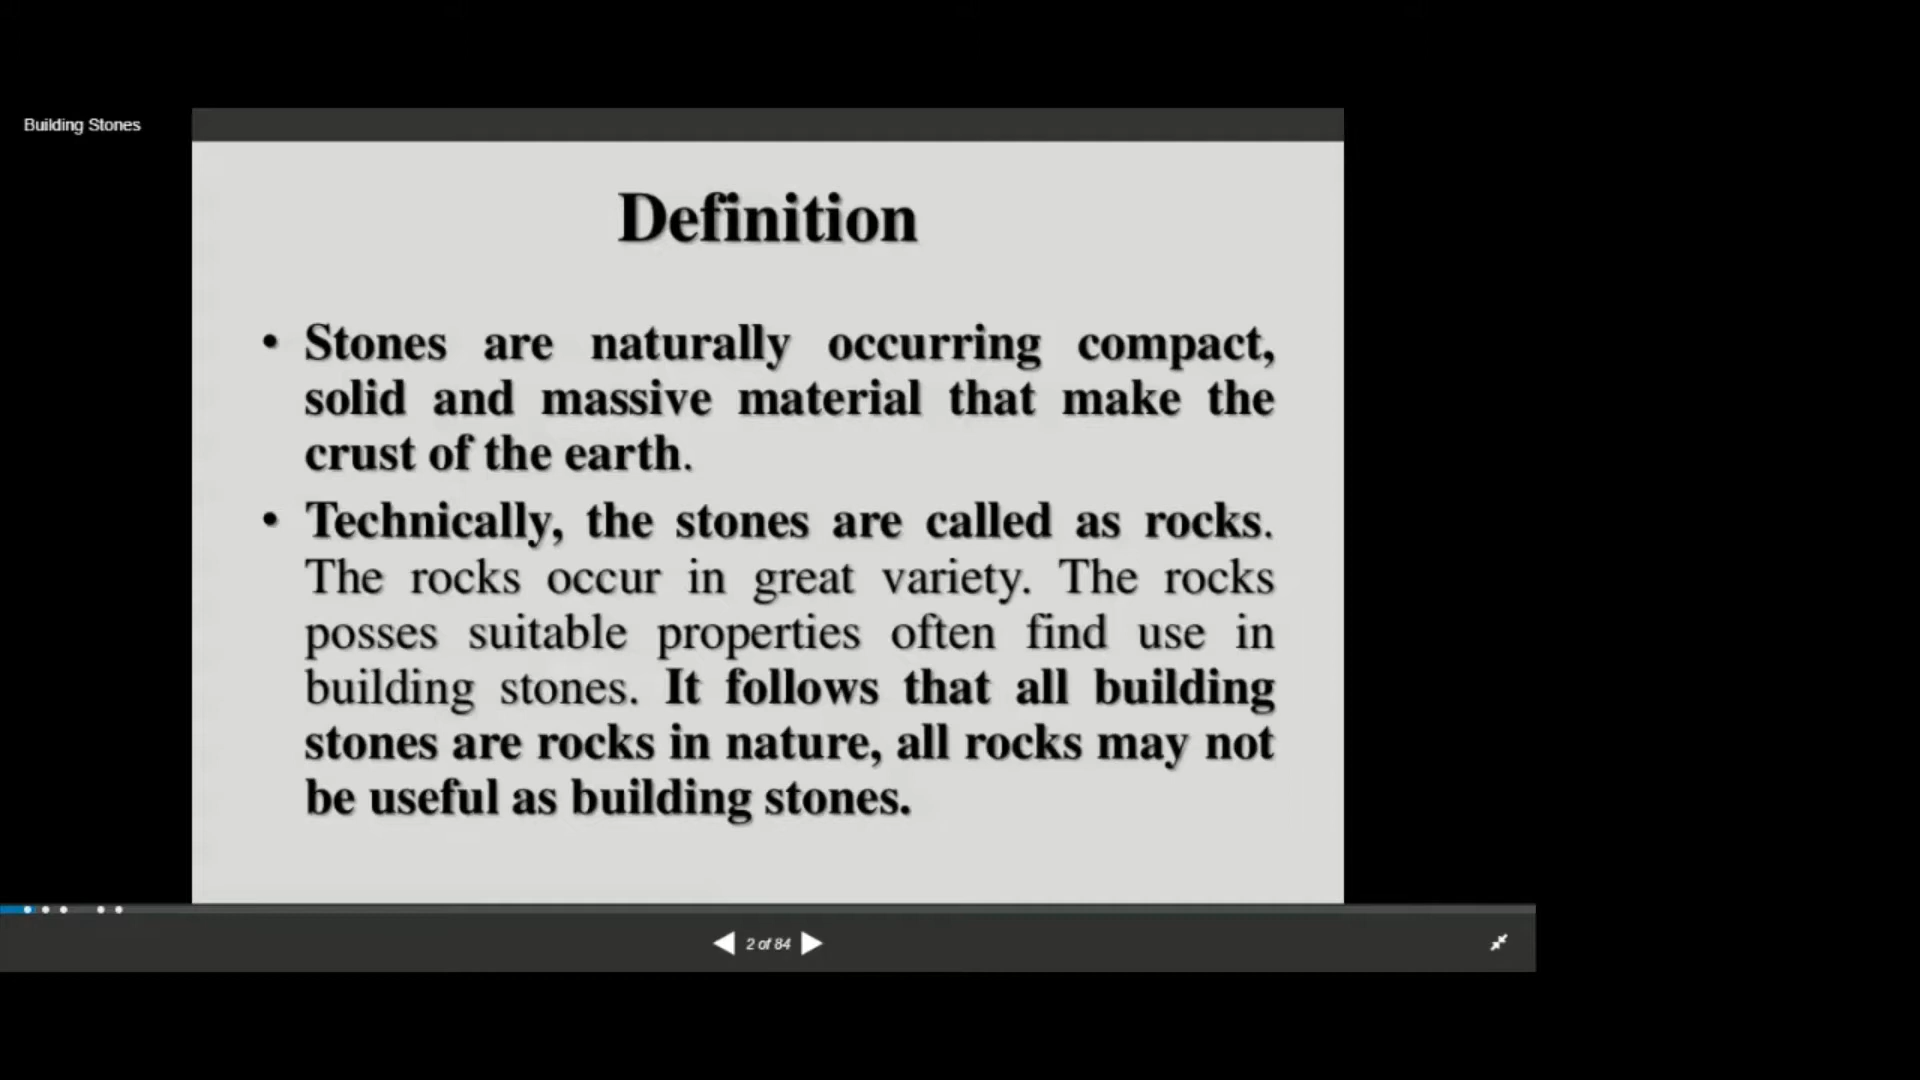 Building Stones
Definition
• Stones are naturally occurring compact,
solid and massive material that make the
crust of the earth.
• Technically, the stones are called as rocks.
The rocks occur in great variety. The rocks
posses suitable properties often find use in
building stones. It follows that all building
stones are rocks in nature, all rocks may not
be useful as building stones.
2 of 84